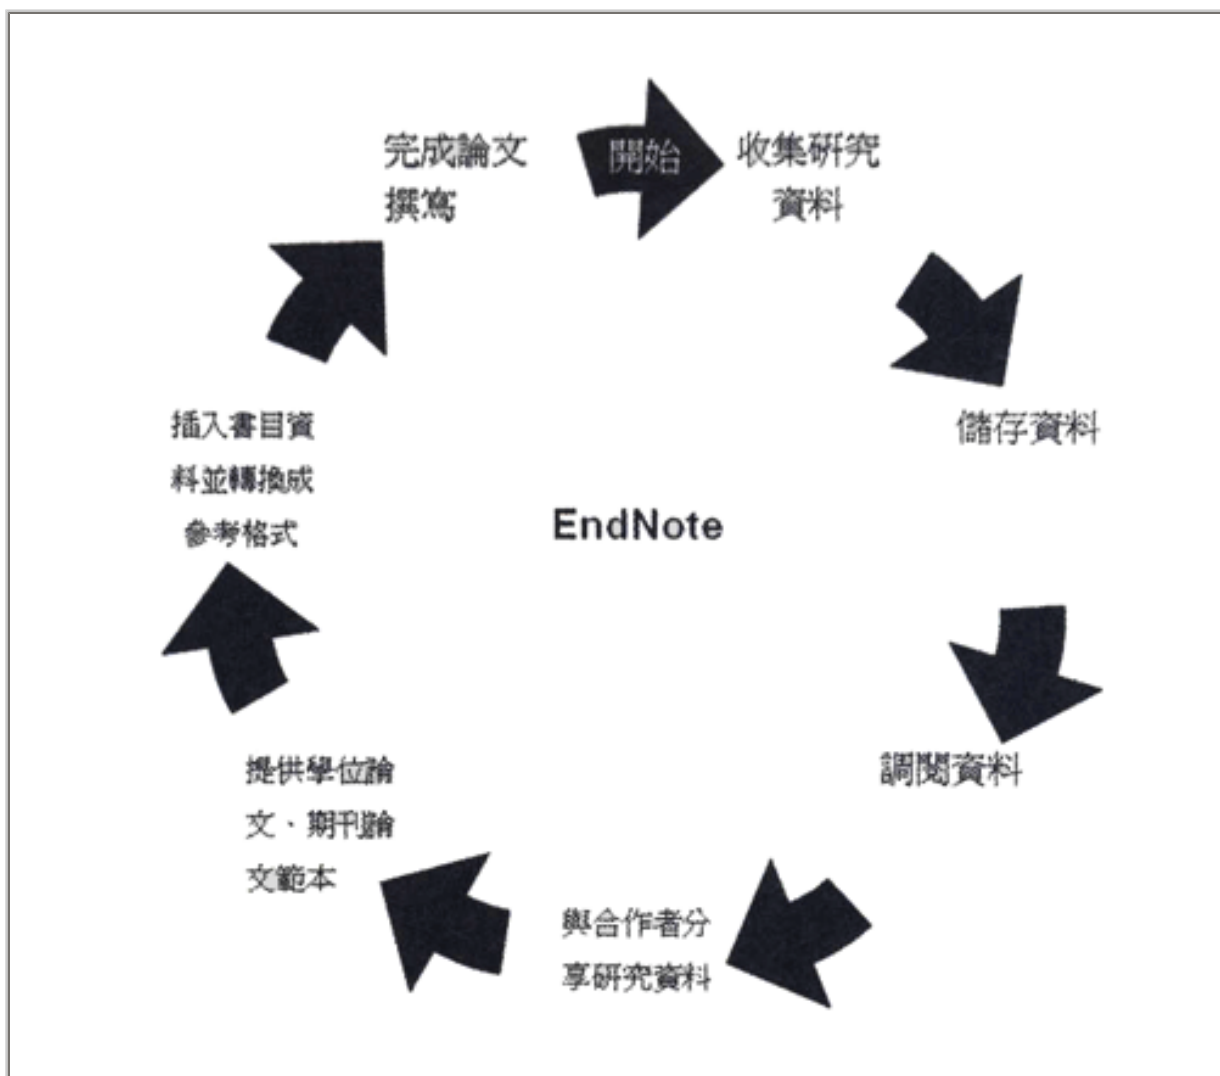 開始
收集研究
資料
儲存資料
調閱資料
與合作者分
享研究資料
提供學位論
文、期刊論
文範本
插入書目資
料並轉換成
參考格式
完成論文
撰寫
EndNote